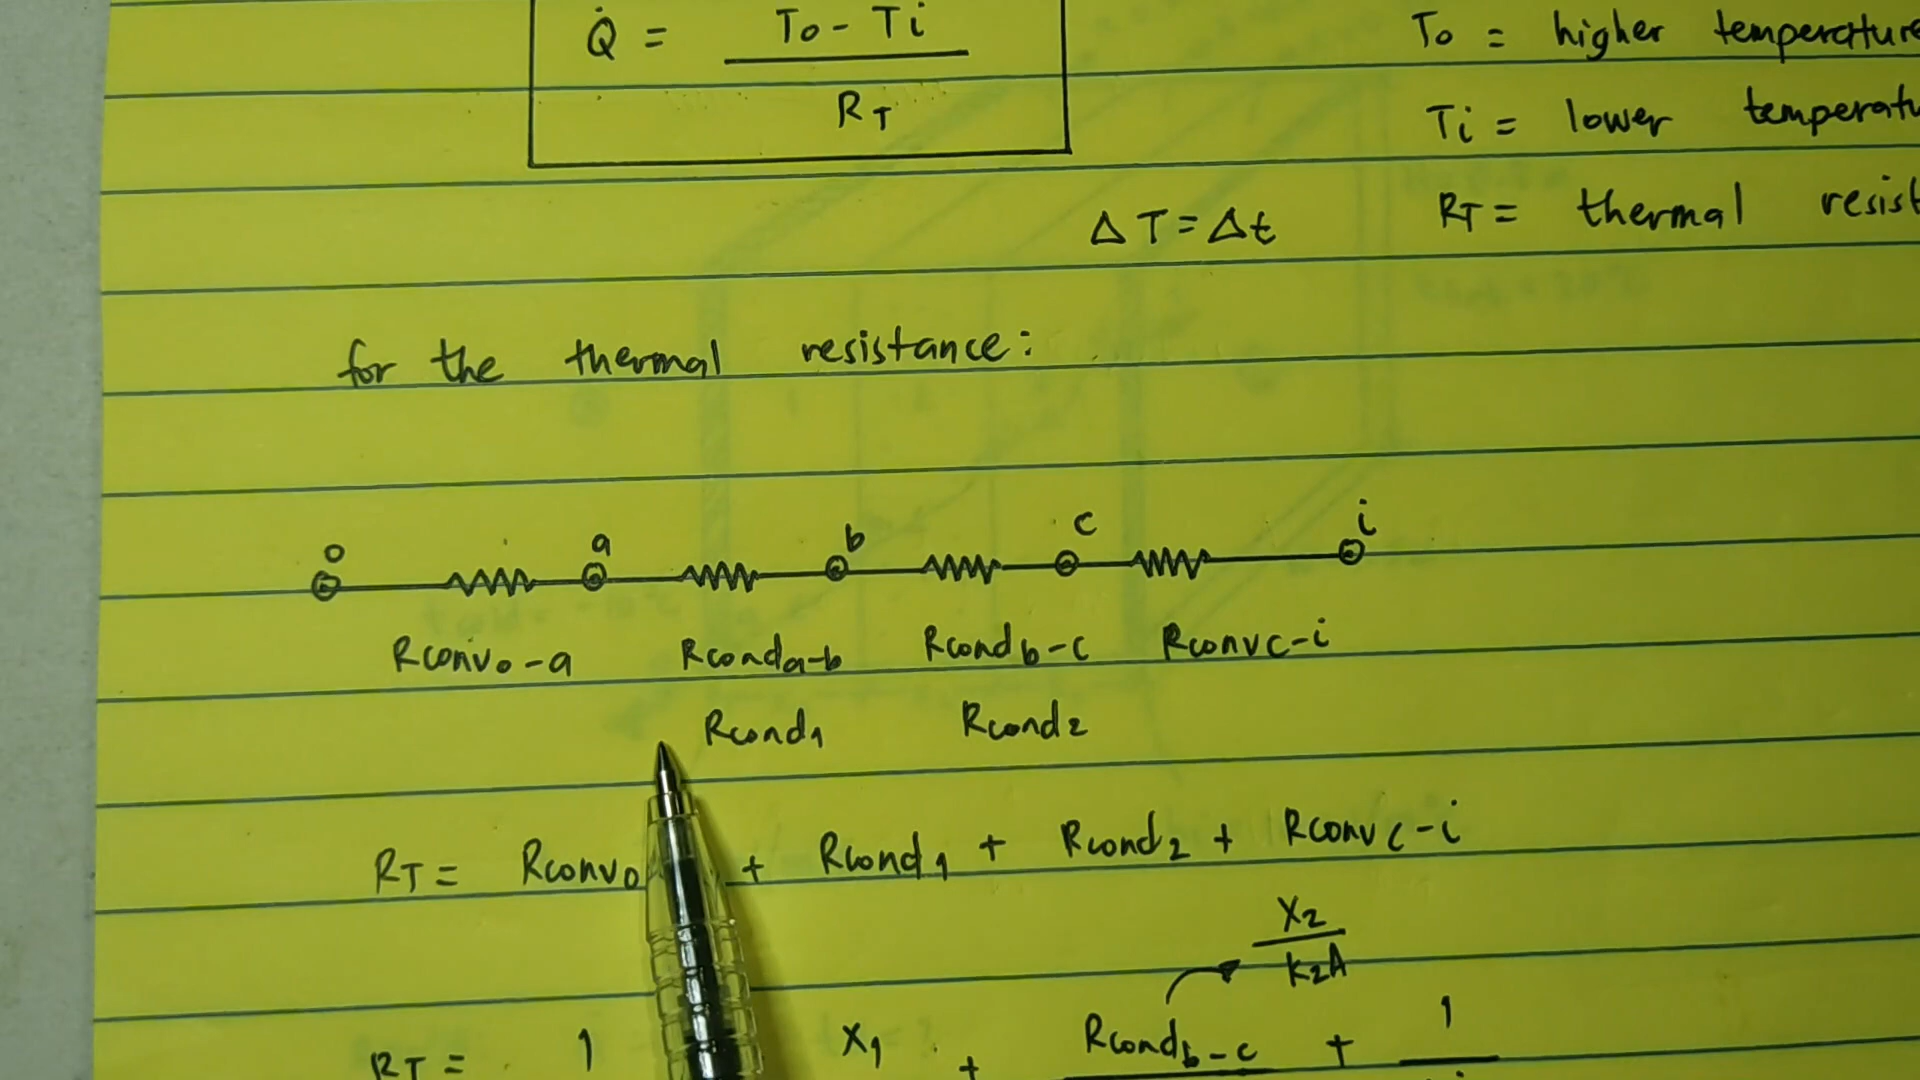 Q̇ = To - Ti
RT
To = higher temperature
Ti = lower
RT = thermal
ΔT = Δt
for the thermal resistance:
o a b c i
Rconvo-a Rconda-b Rcondb-c Rconvc-i
Rcond1 Rcond2
RT = Rconvo + Rcond1 + Rcond2 + Rconvc-i
X2
K2A
RT = 1 X1 + Rcondb-c + 1